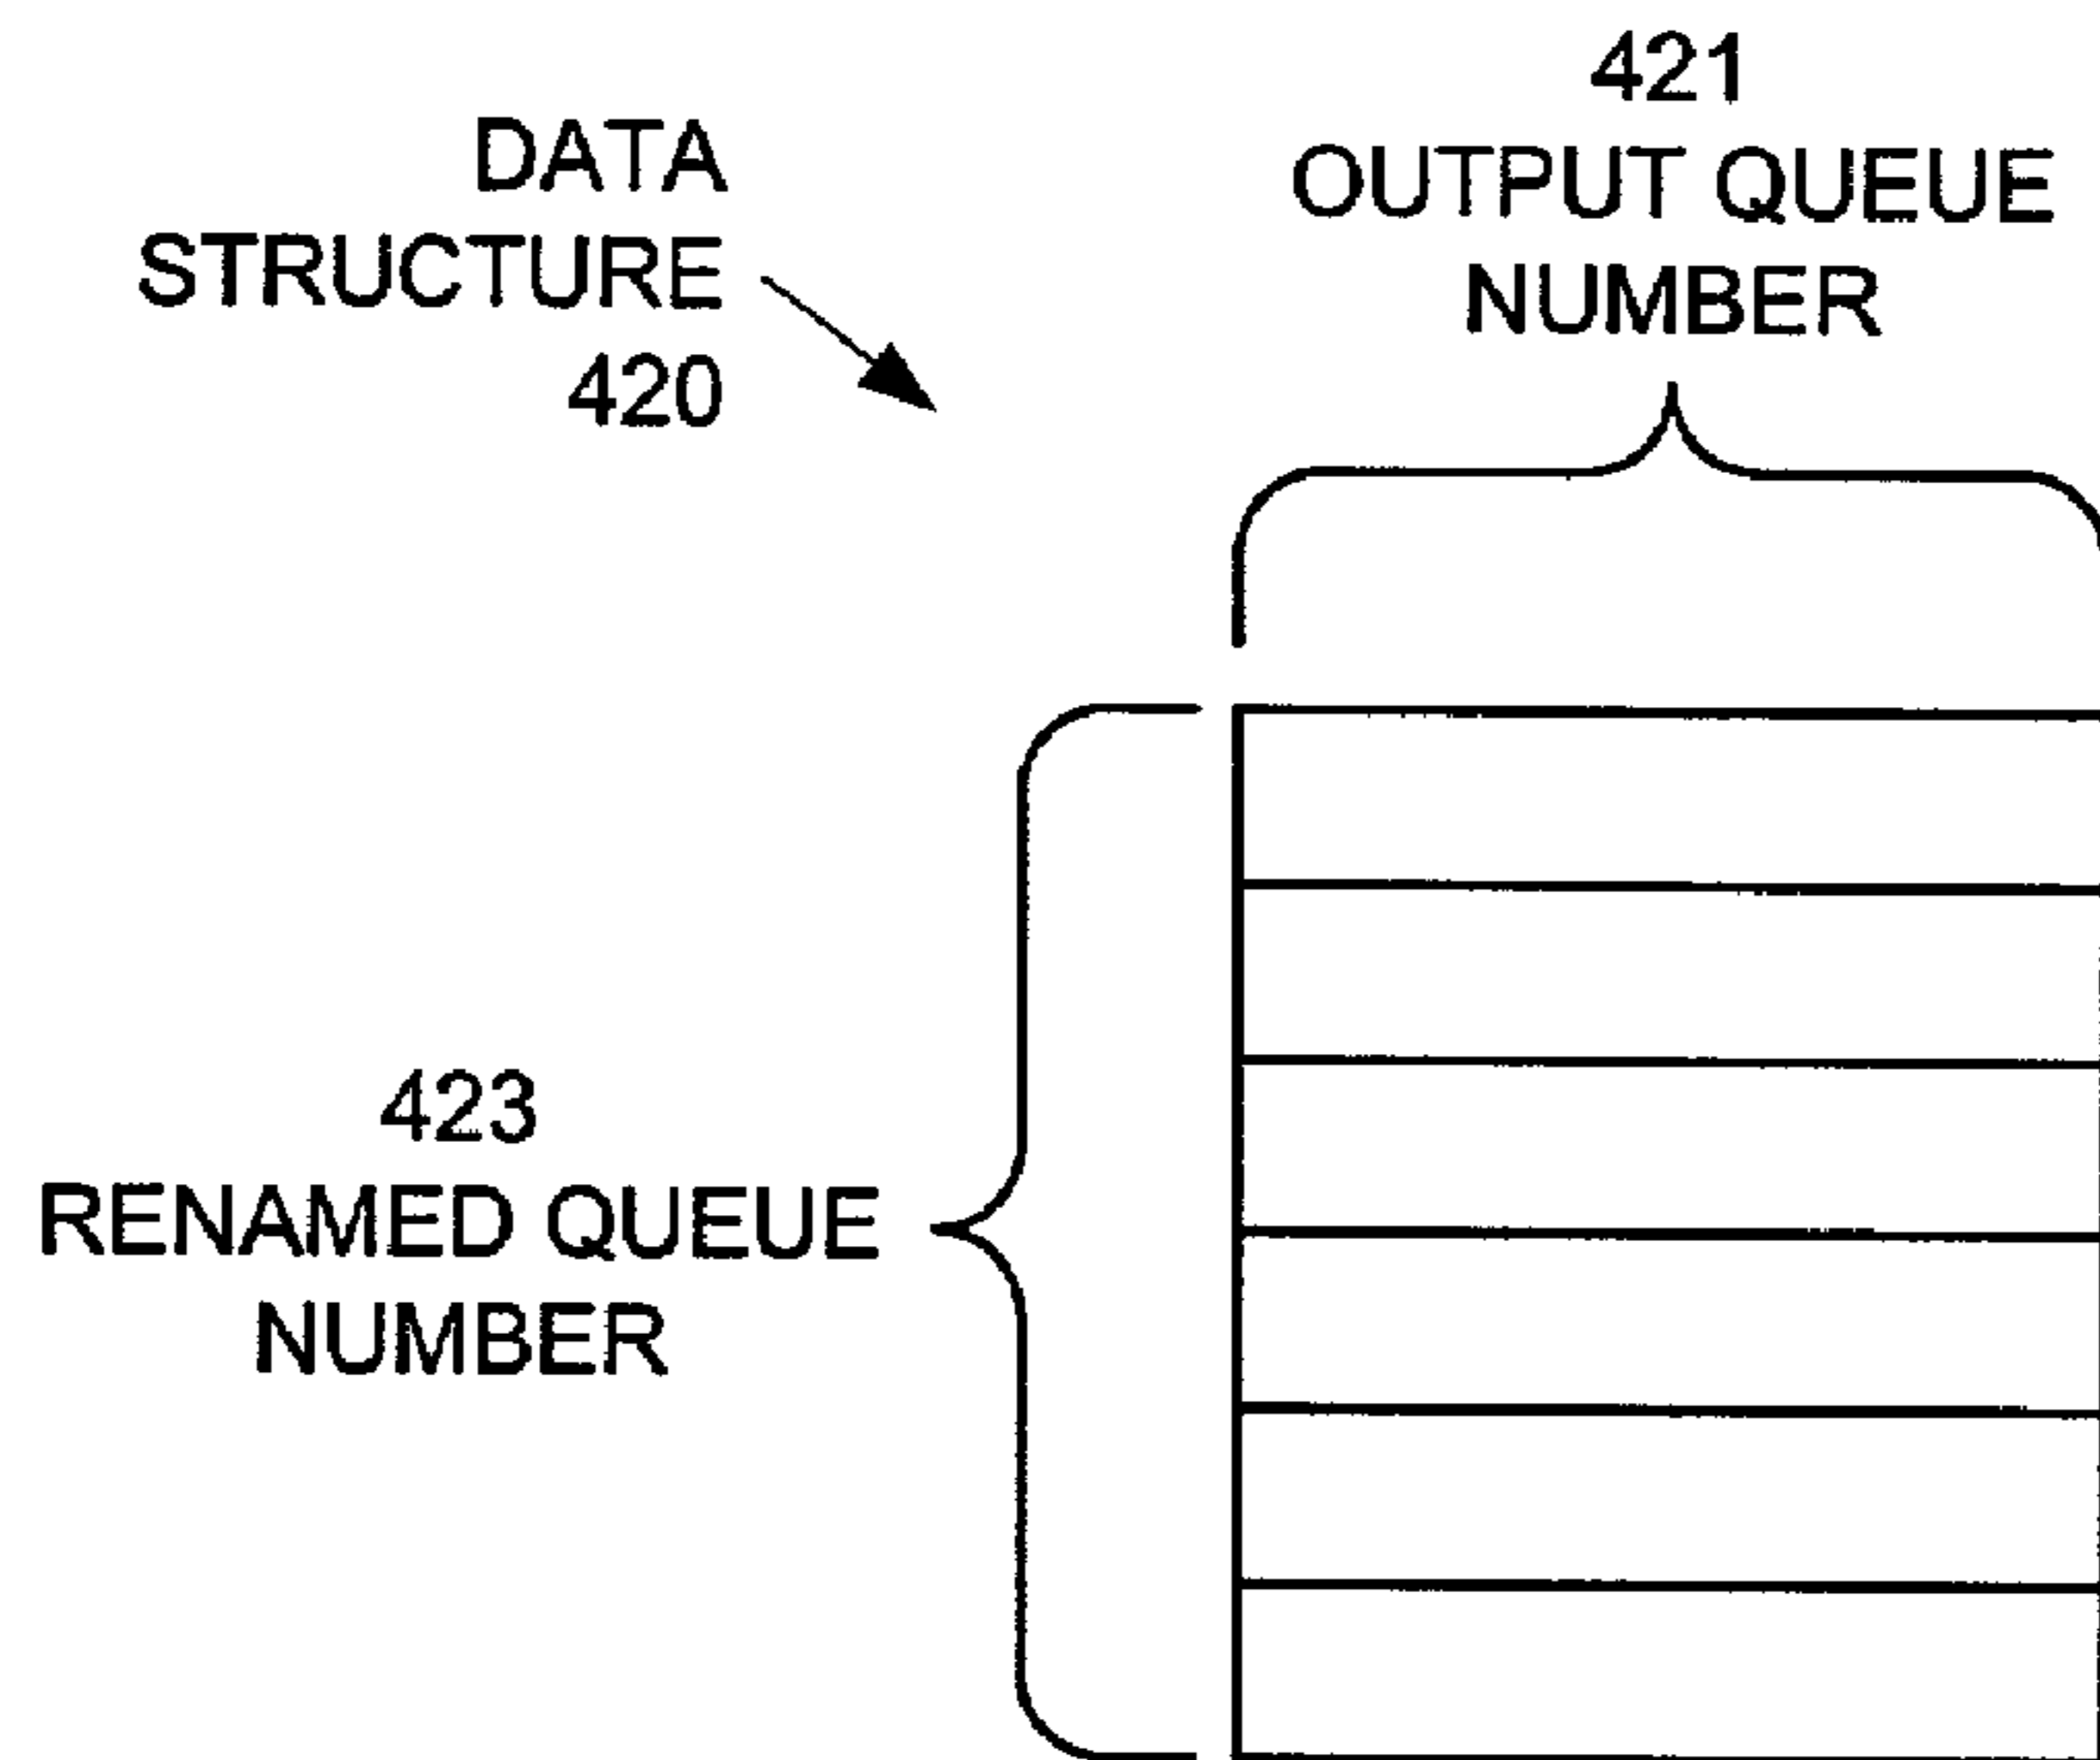 DATA
STRUCTURE
420
421
OUTPUT QUEUE
NUMBER
423
RENAMED QUEUE
NUMBER